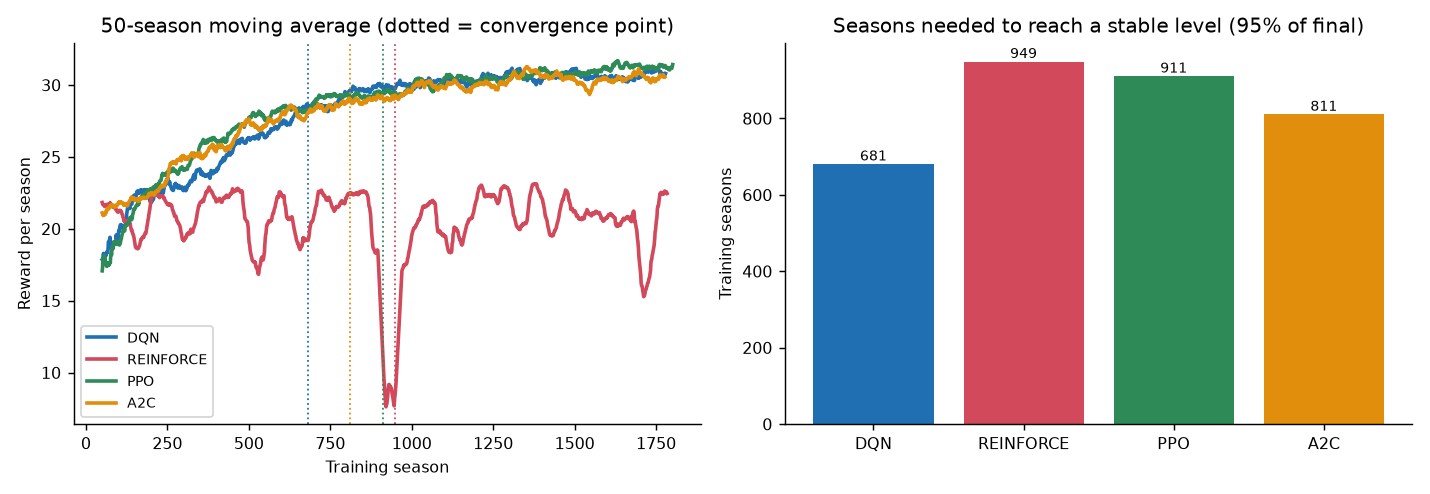 50-season moving average (dotted = convergence point)
Reward per season
30
25
20
15
10
DQN
REINFORCE
PPO
A2C
0
250
500
750
1000
1250
1500
1750
Training season
Seasons needed to reach a stable level (95% of final)
Training seasons
800
600
400
200
0
681
949
911
811
DQN
REINFORCE
PPO
A2C